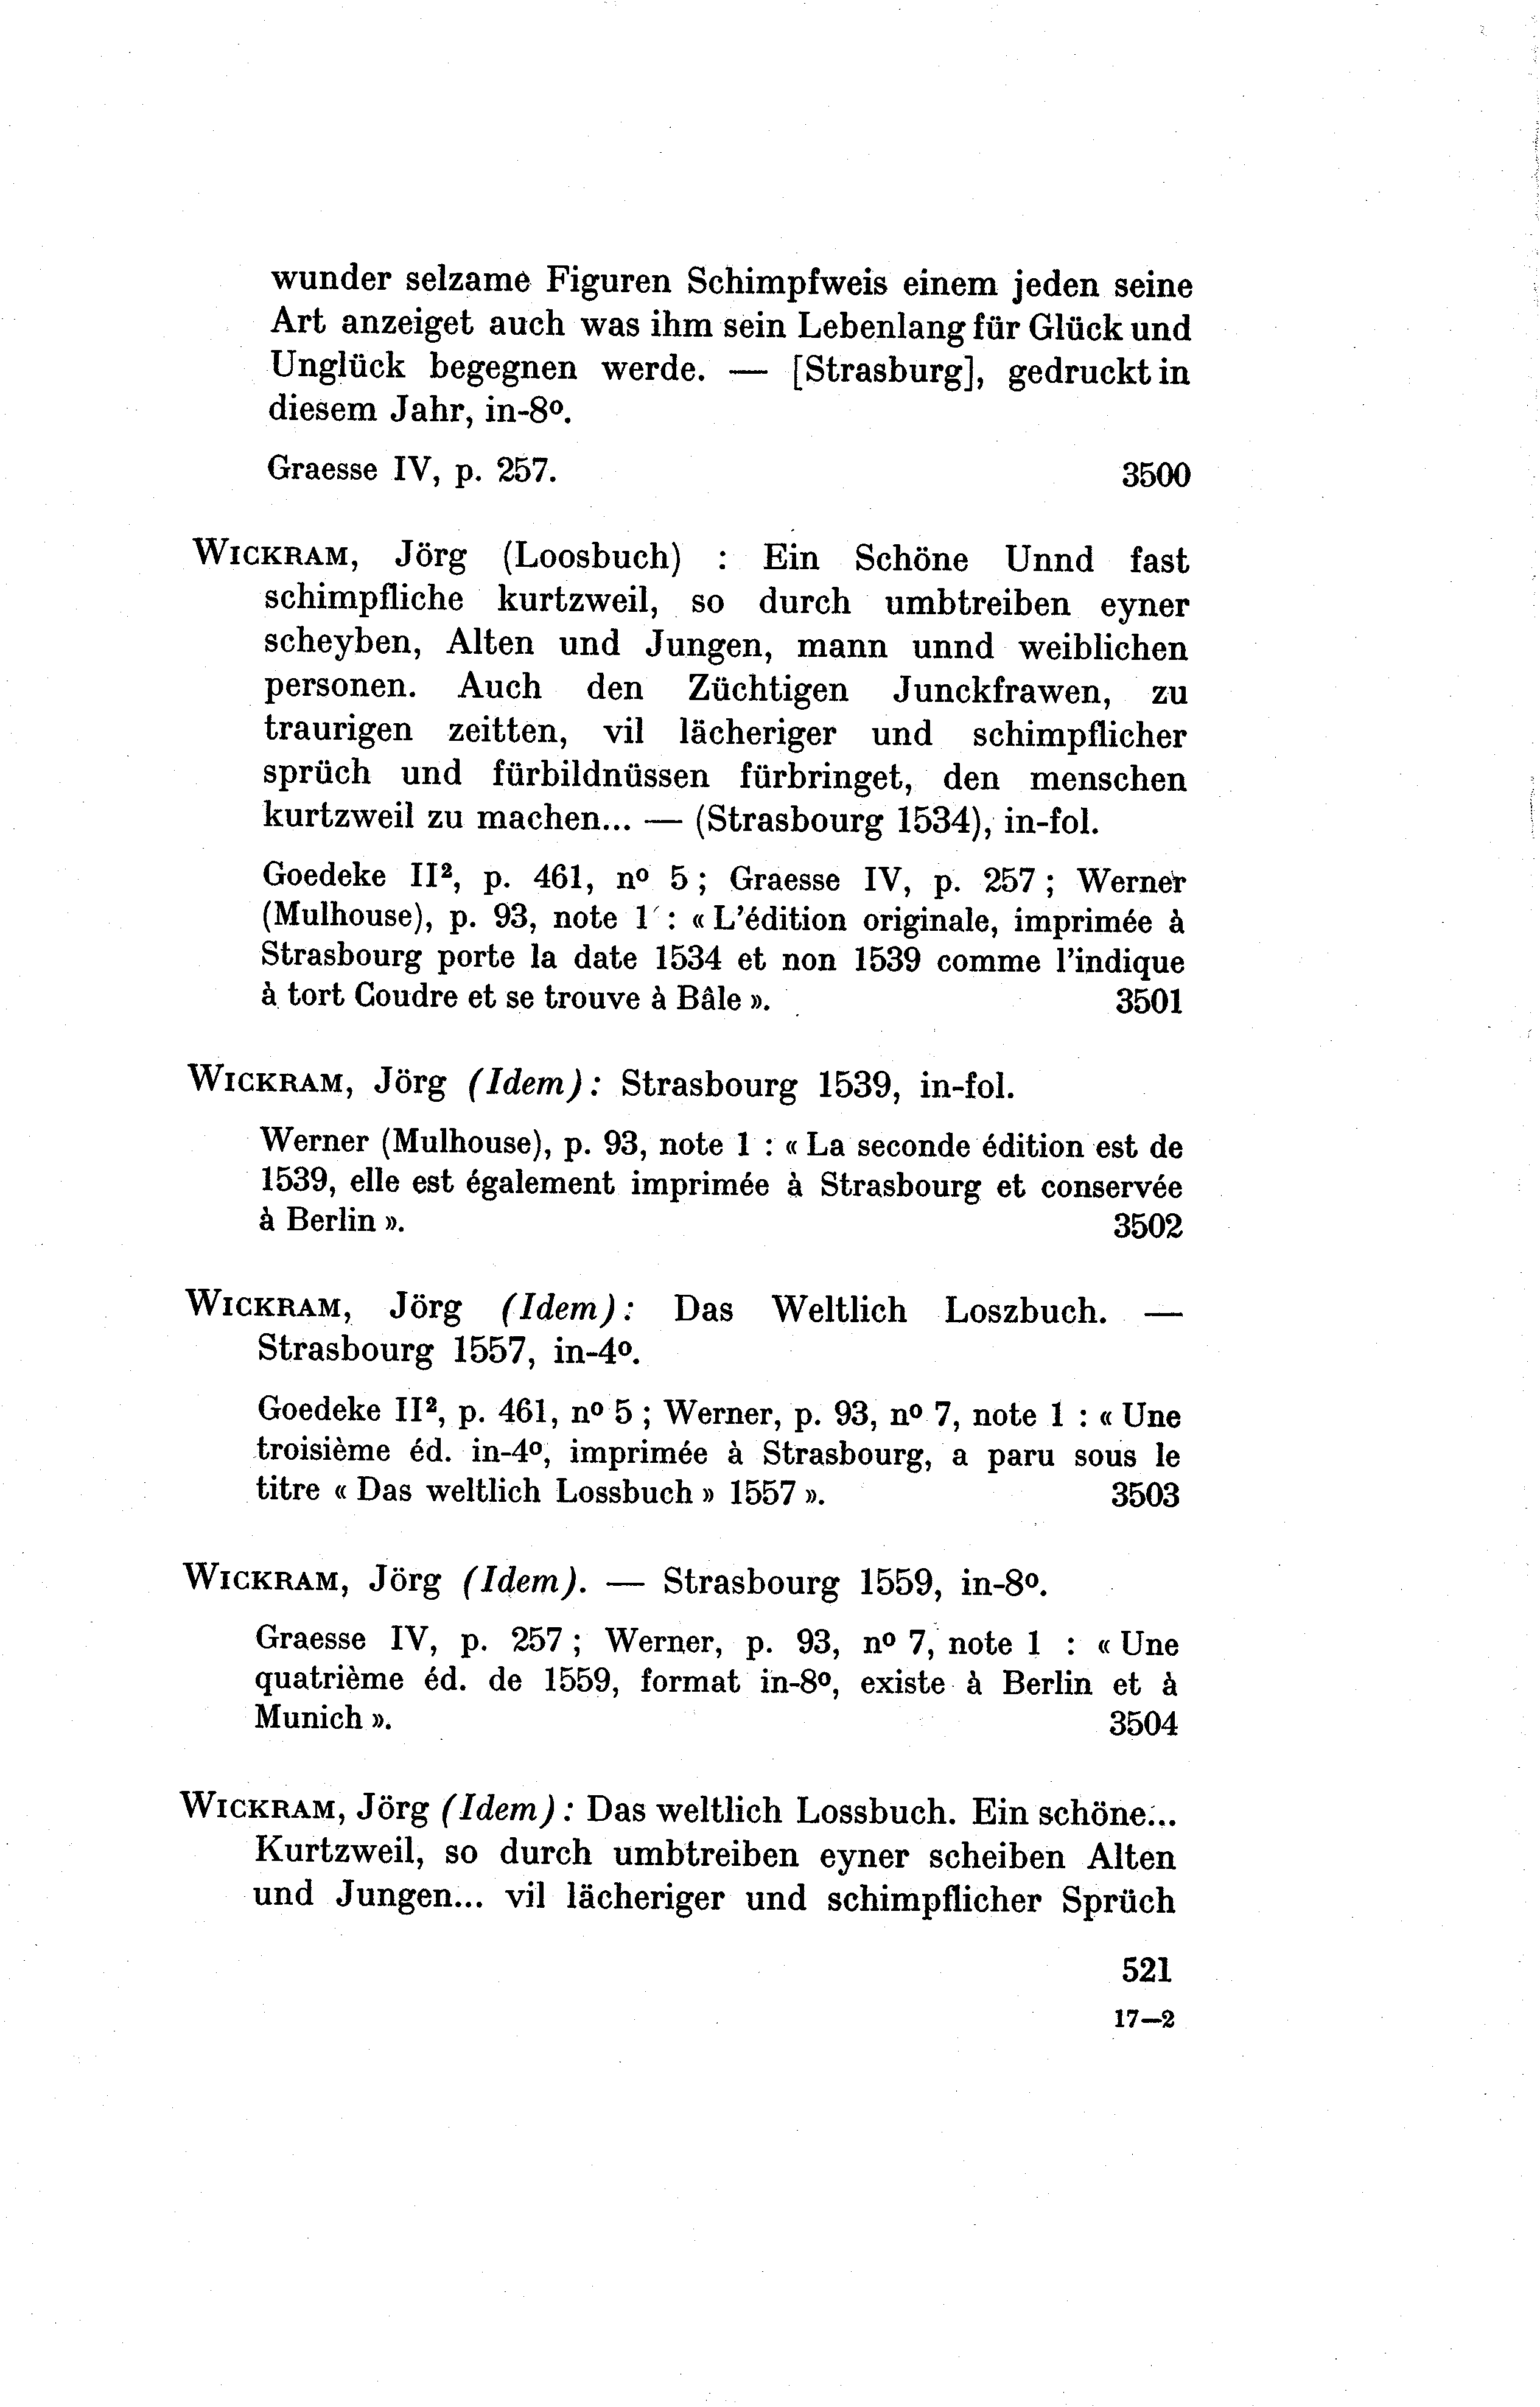 wunder selzame Figuren Schimpfweis einem jeden seine
Art anzeiget auch was ihm sein Lebenlang für Glück und
Unglück begegnen werde. — [Strasburg], gedruckt in
diesem Jahr, in-8º.
Graesse IV, p. 257. 3500
WICKRAM, Jörg (Loosbuch) : Ein Schöne Unnd fast
schimpfliche kurtzweil, so durch umbtreiben eyner
scheyben, Alten und Jungen, mann unnd weiblichen
personen. Auch den Züchtigen Junckfrawen, zu
traurigen zeitten, vil lächeriger und schimpflicher
sprüch und fürbildnüssen fürbringet, den menschen
kurtzweil zu machen... — (Strasbourg 1534), in-fol.
Goedeke II², p. 461, nº 5 ; Graesse IV, p. 257 ; Werner
(Mulhouse), p. 93, note 1 : « L'édition originale, imprimée à
Strasbourg porte la date 1534 et non 1539 comme l'indique
à tort Coudre et se trouve à Bâle ». 3501
WICKRAM, Jörg (Idem) : Strasbourg 1539, in-fol.
Werner (Mulhouse), p. 93, note 1 : « La seconde édition est de
1539, elle est également imprimée à Strasbourg et conservée
à Berlin ». 3502
WICKRAM, Jörg (Idem) : Das Weltlich Loszbuch. —
Strasbourg 1557, in-4º.
Goedeke II², p. 461, nº 5 ; Werner, p. 93, nº 7, note 1 : « Une
troisième éd. in-4º, imprimée à Strasbourg, a paru sous le
titre « Das weltlich Lossbuch » 1557 ». 3503
WICKRAM, Jörg (Idem). — Strasbourg 1559, in-8º.
Graesse IV, p. 257 ; Werner, p. 93, nº 7, note 1 : « Une
quatrième éd. de 1559, format in-8º, existe à Berlin et à
Munich ». 3504
WICKRAM, Jörg (Idem) : Das weltlich Lossbuch. Ein schöne...
Kurtzweil, so durch umbtreiben eyner scheiben Alten
und Jungen... vil lächeriger und schimpflicher Sprüch
521
17—2